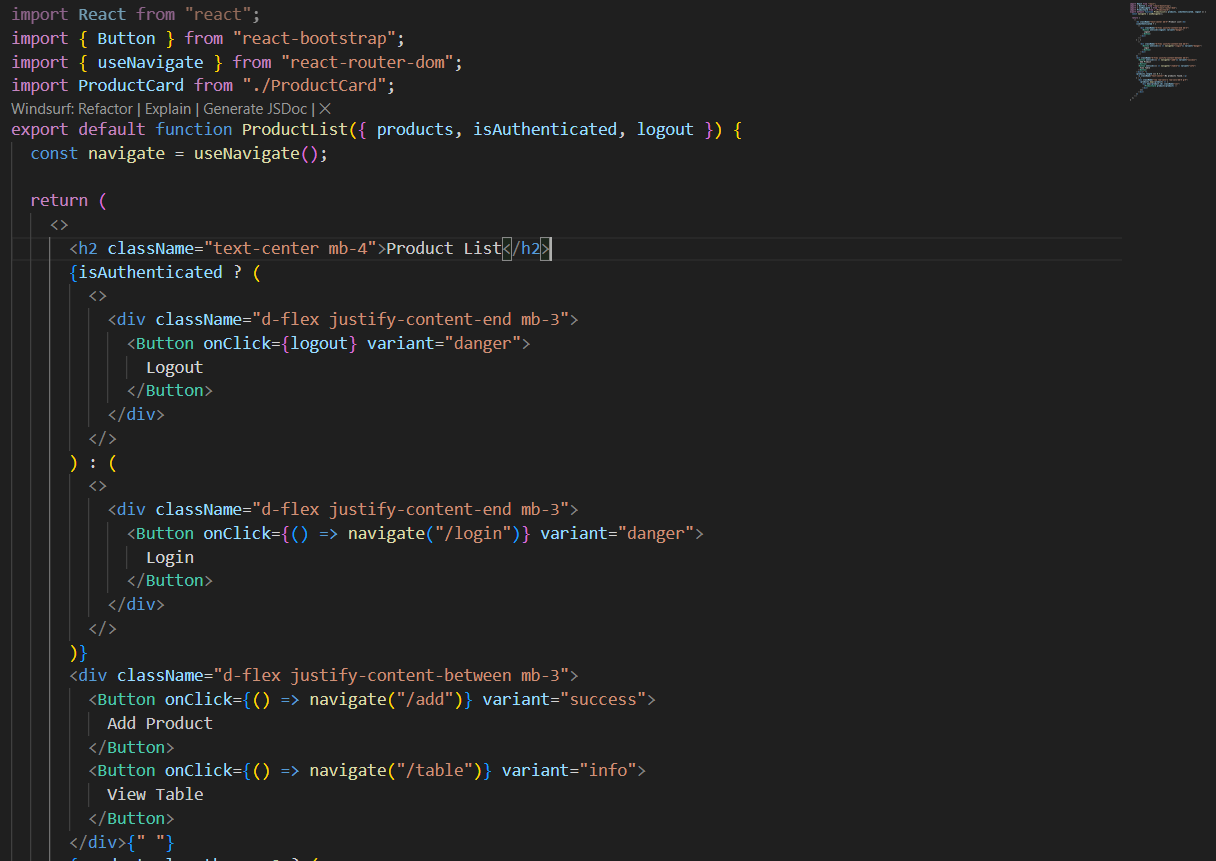 import React from "react";
import { Button } from "react-bootstrap";
import { useNavigate } from "react-router-dom";
import ProductCard from "./ProductCard";
Windsurf: Refactor | Explain | Generate JSDoc | ✕
export default function ProductList({ products, isAuthenticated, logout }) {
  const navigate = useNavigate();

  return (
    <>
      <h2 className="text-center mb-4">Product List</h2>
      {isAuthenticated ? (
        <>
          <div className="d-flex justify-content-end mb-3">
            <Button onClick={logout} variant="danger">
              Logout
            </Button>
          </div>
        </>
      ) : (
        <>
          <div className="d-flex justify-content-end mb-3">
            <Button onClick={() => navigate("/login")} variant="danger">
              Login
            </Button>
          </div>
        </>
      )}
      <div className="d-flex justify-content-between mb-3">
        <Button onClick={() => navigate("/add")} variant="success">
          Add Product
        </Button>
        <Button onClick={() => navigate("/table")} variant="info">
          View Table
        </Button>
      </div>{" "}